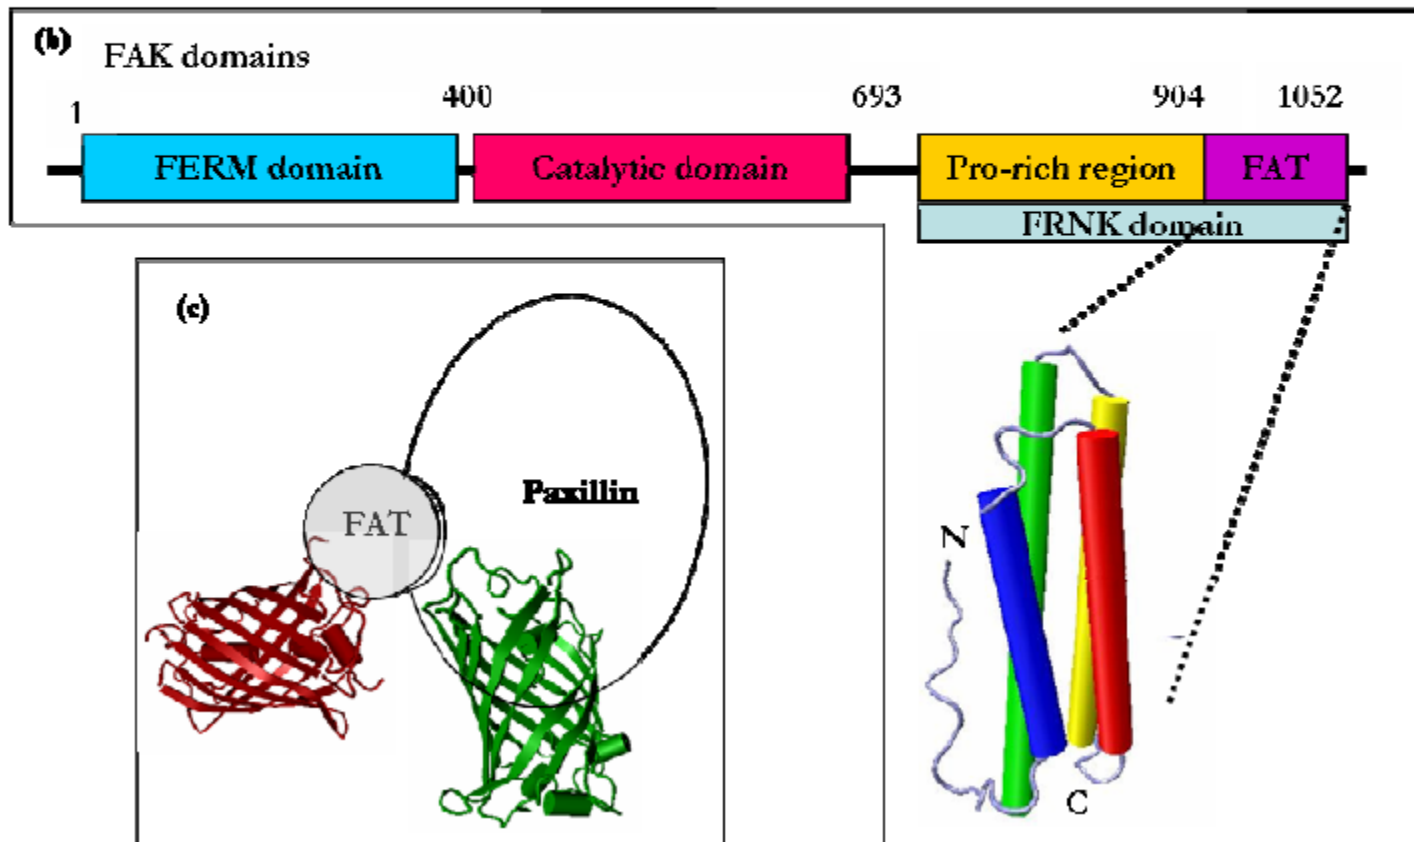 (b) FAK domains
1 400 693 904 1052
FERM domain Catalytic domain Pro-rich region FAT
FRNK domain
(c)
FAT Paxillin
N
C